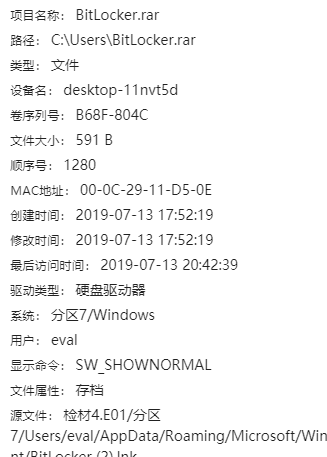 项目名称： BitLocker.rar
路径： C:\Users\BitLocker.rar
类型： 文件
设备名： desktop-11nvt5d
卷序列号： B68F-804C
文件大小： 591 B
顺序号： 1280
MAC地址： 00-0C-29-11-D5-0E
创建时间： 2019-07-13 17:52:19
修改时间： 2019-07-13 17:52:19
最后访问时间： 2019-07-13 20:42:39
驱动类型： 硬盘驱动器
系统： 分区7/Windows
用户： eval
显示命令： SW_SHOWNORMAL
文件属性： 存档
源文件： 检材4.E01/分区
7/Users/eval/AppData/Roaming/Microsoft/Win
nt/BitLocker (2).lnk